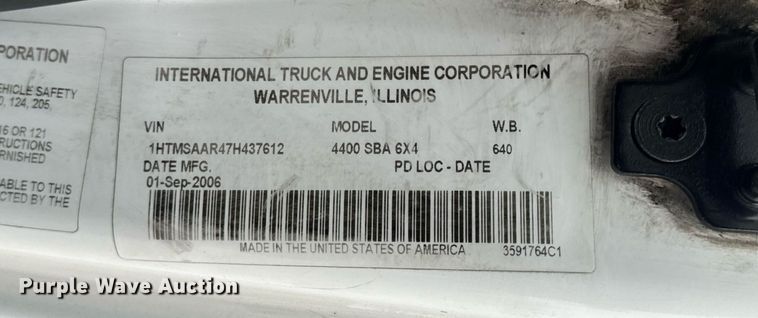 PORATION
EHICLE SAFETY
0, 124, 205,
16 OR 121
RUCTIONS
RNISHED
ABLE TO THIS
CTED BY THE
INTERNATIONAL TRUCK AND ENGINE CORPORATION
WARRENVILLE, ILLINOIS
VIN MODEL W.B.
1HTMSAAR47H437612 4400 SBA 6X4 640
DATE MFG. PD LOC - DATE
01-Sep-2006
MADE IN THE UNITED STATES OF AMERICA 3591764C1
Purple Wave Auction